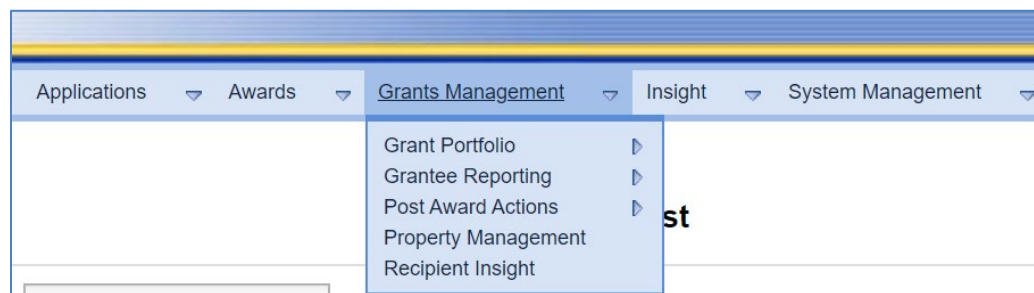 Applications Awards Grants Management Insight System Management
Grant Portfolio
Grantee Reporting
Post Award Actions
st
Property Management
Recipient Insight